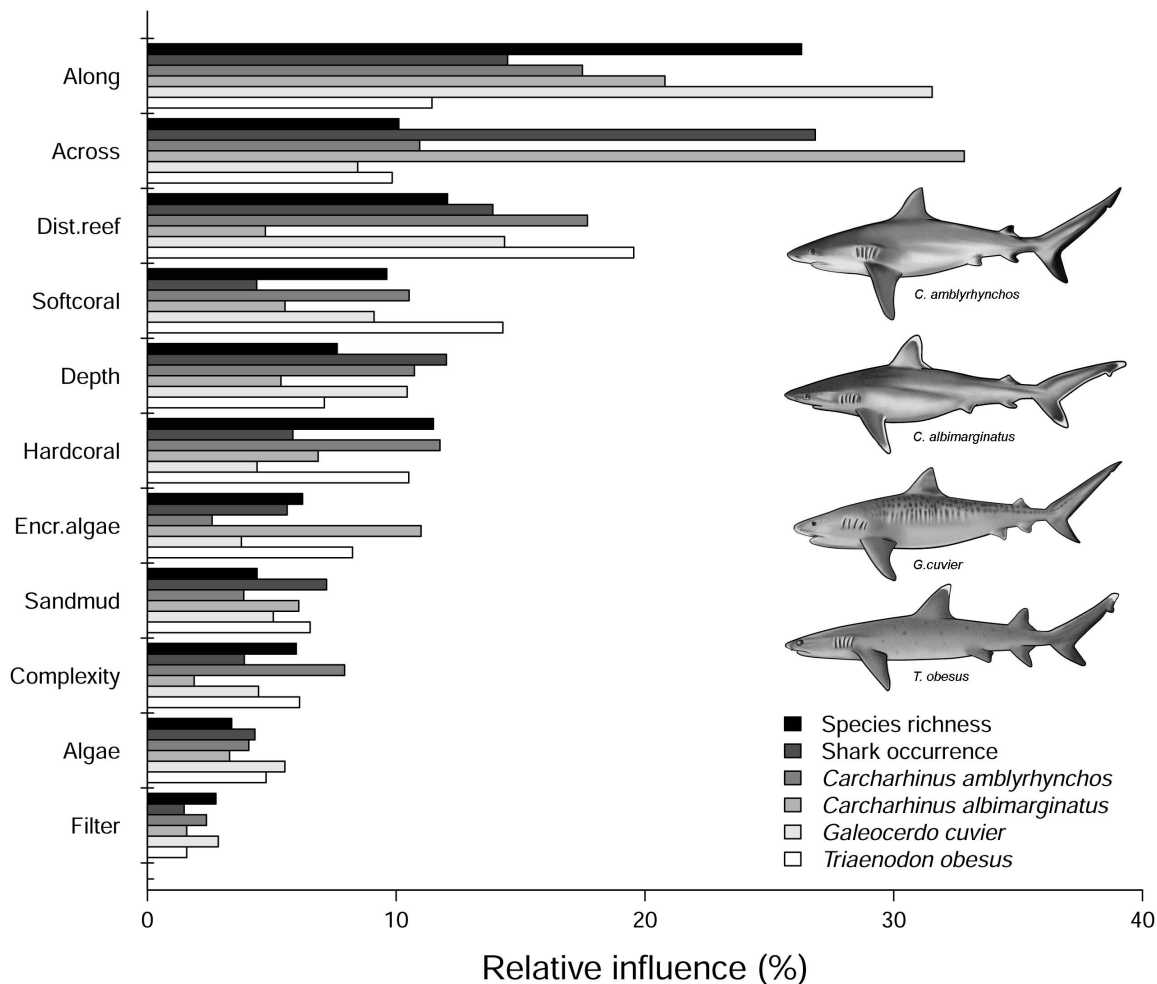 Along
Across
Dist.reef
Softcoral
Depth
Hardcoral
Encr.algae
Sandmud
Complexity
Algae
Filter
C. amblyrhynchos
C. albimarginatus
G.cuvier
T. obesus
Species richness
Shark occurrence
Carcharhinus amblyrhynchos
Carcharhinus albimarginatus
Galeocerdo cuvier
Triaenodon obesus
0 10 20 30 40
Relative influence (%)